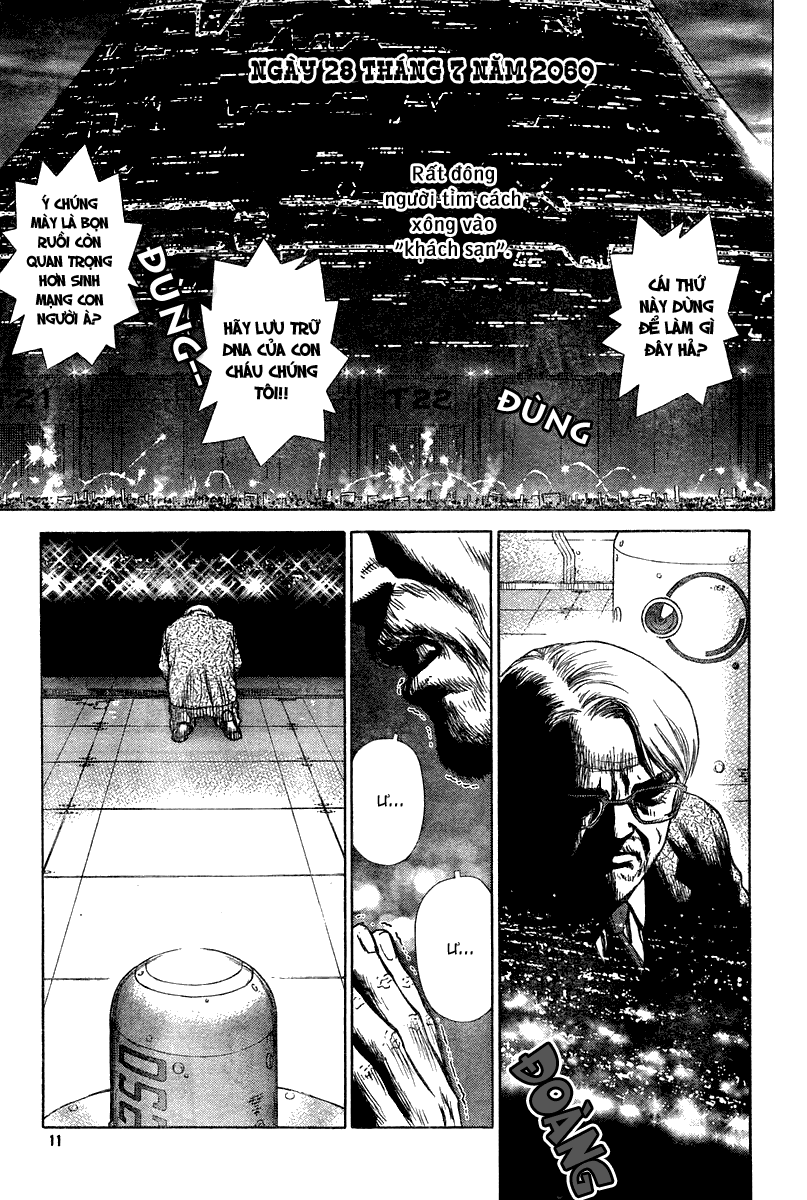 NGÀY 28 THÁNG 7 NĂM 2060
Rất đông
người tìm cách
xông vào
"khách sạn".
CÁI THỨ
NÀY DÙNG
ĐỂ LÀM GÌ
ĐÂY HẢ?
ĐÙNG
HÃY LƯU TRỮ
DNA CỦA CON
CHÁU CHÚNG
TÔI!!
ĐÙNG--
Ý CHÚNG
MÀY LÀ BỌN
RUỒI CÒN
QUAN TRỌNG
HƠN SINH
MẠNG CON
NGƯỜI À?
21
T22
ĐOÀNG
Ư...
Ư...
11